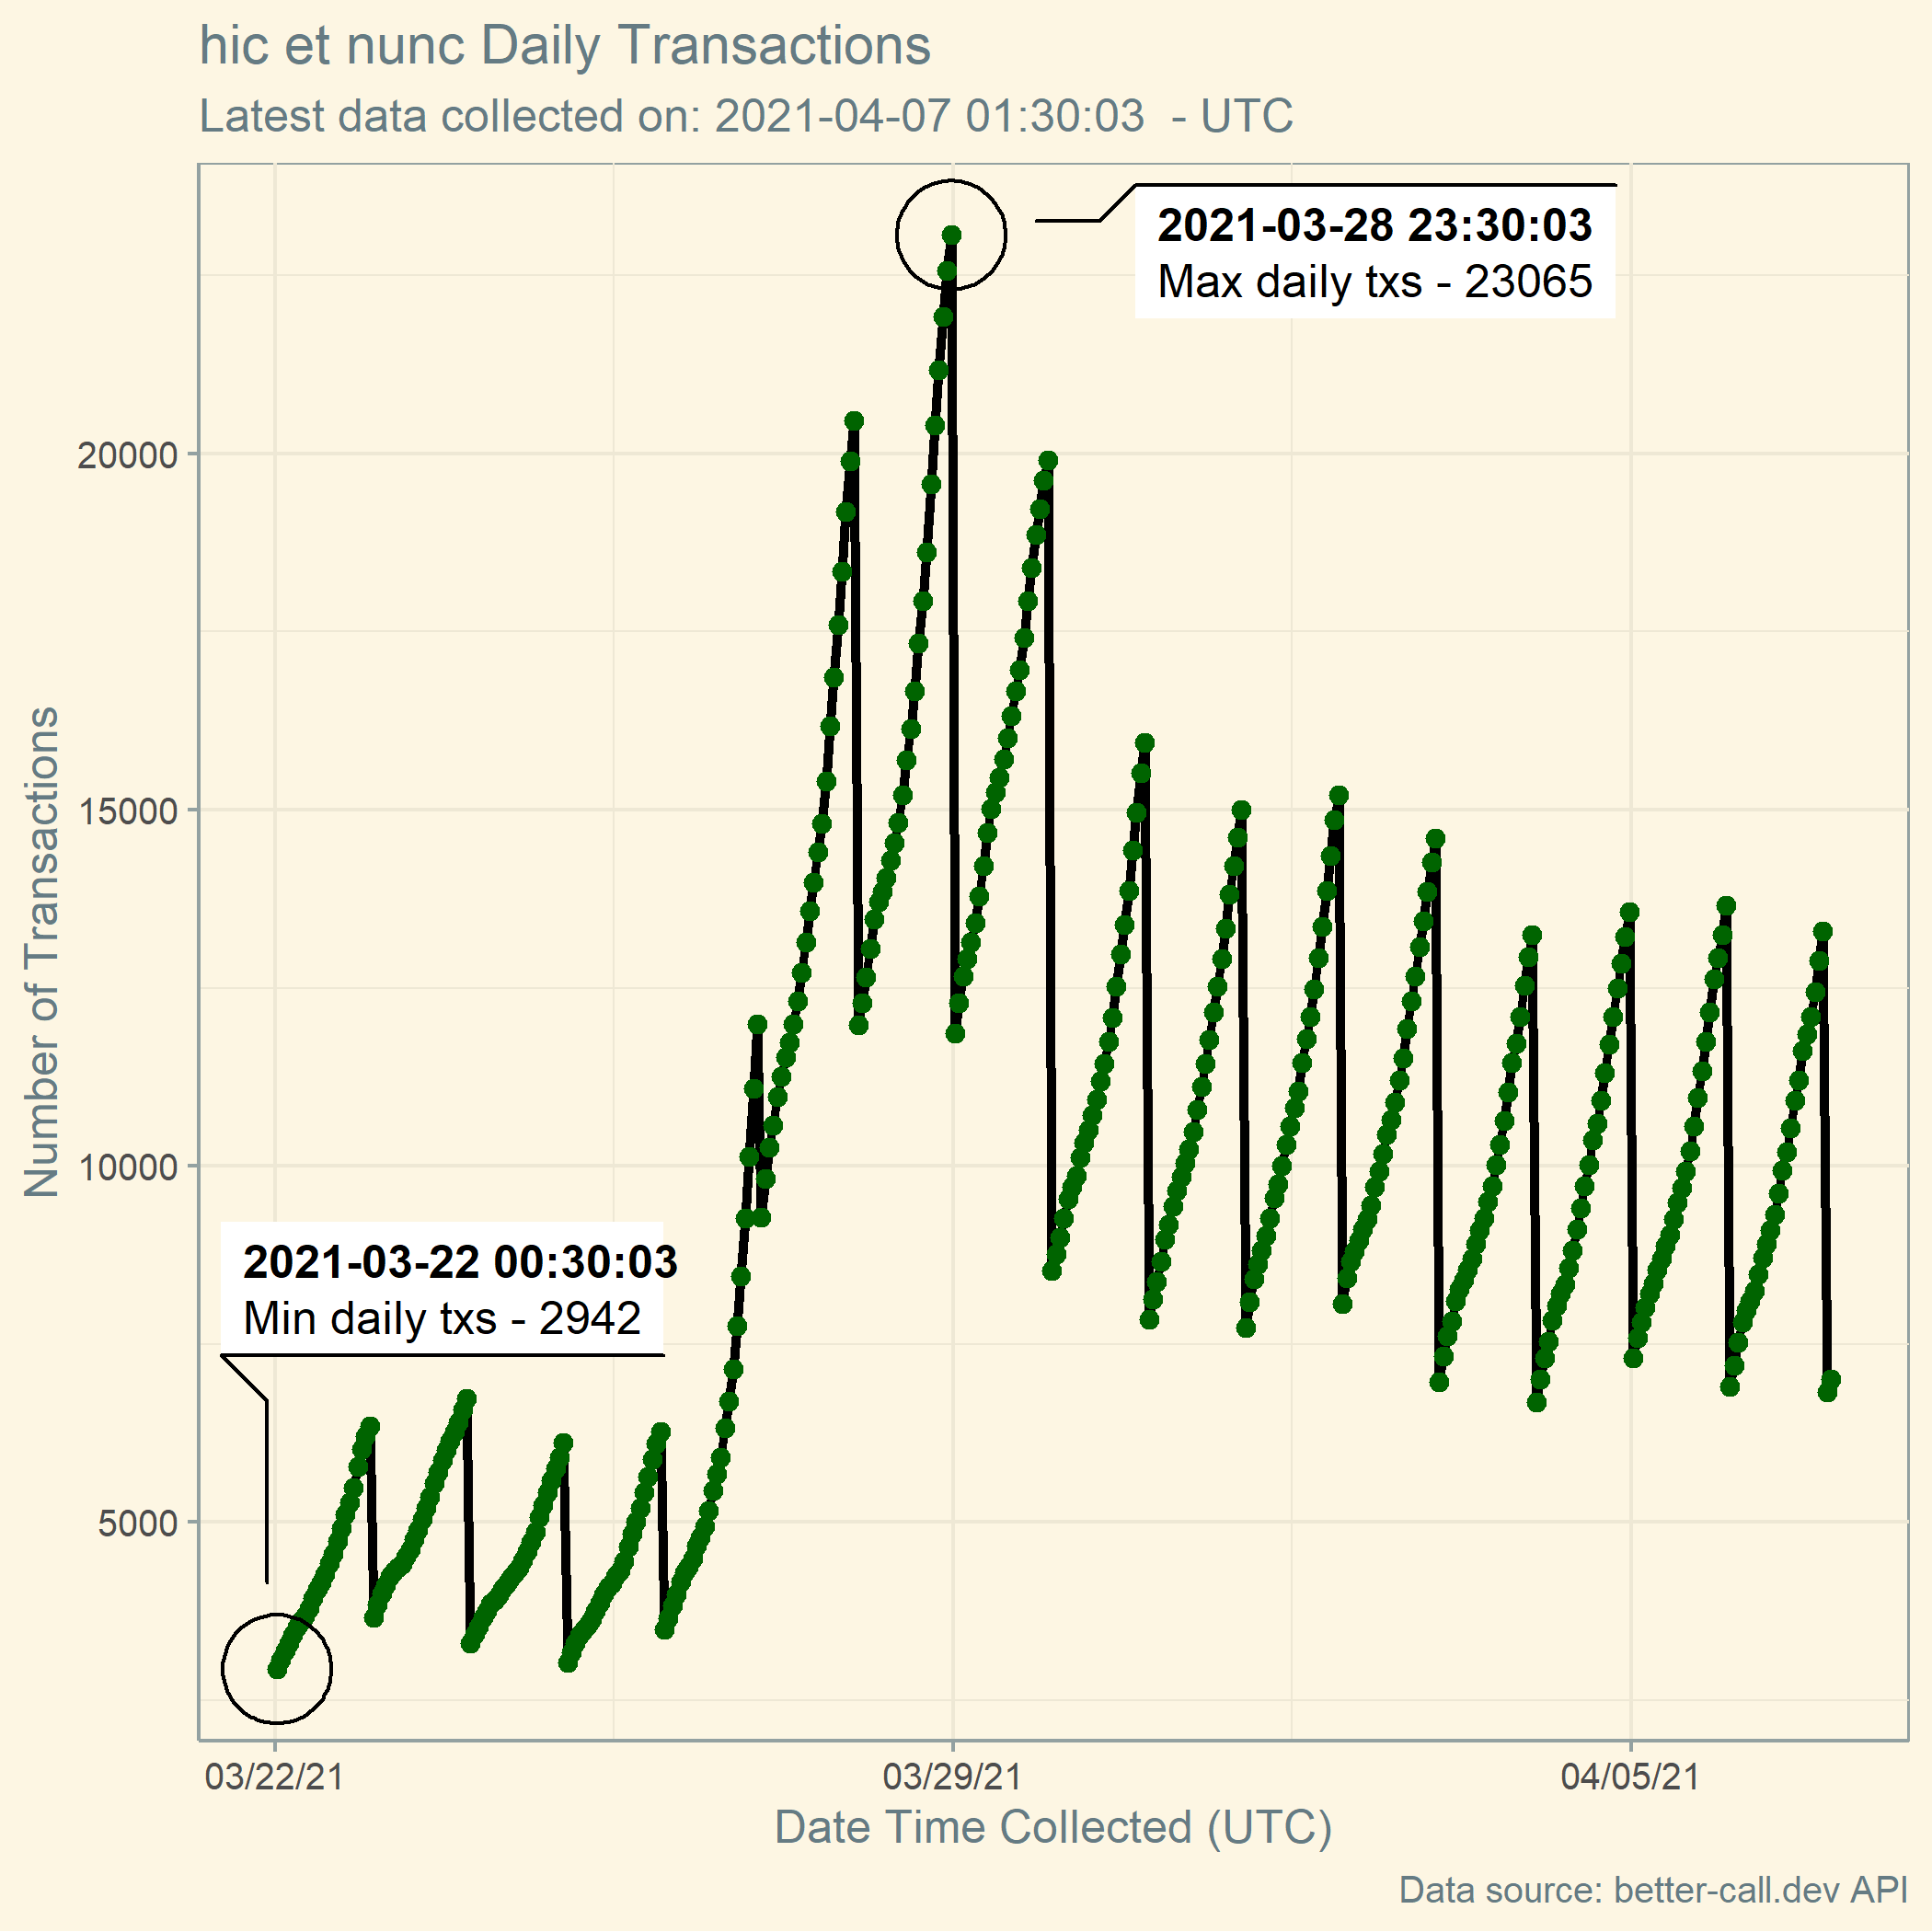 hic et nunc Daily Transactions
Latest data collected on: 2021-04-07 01:30:03  - UTC
2021-03-28 23:30:03
Max daily txs - 23065
20000
15000
10000
5000
Number of Transactions
2021-03-22 00:30:03
Min daily txs - 2942
03/22/21
03/29/21
04/05/21
Date Time Collected (UTC)
Data source: better-call.dev API